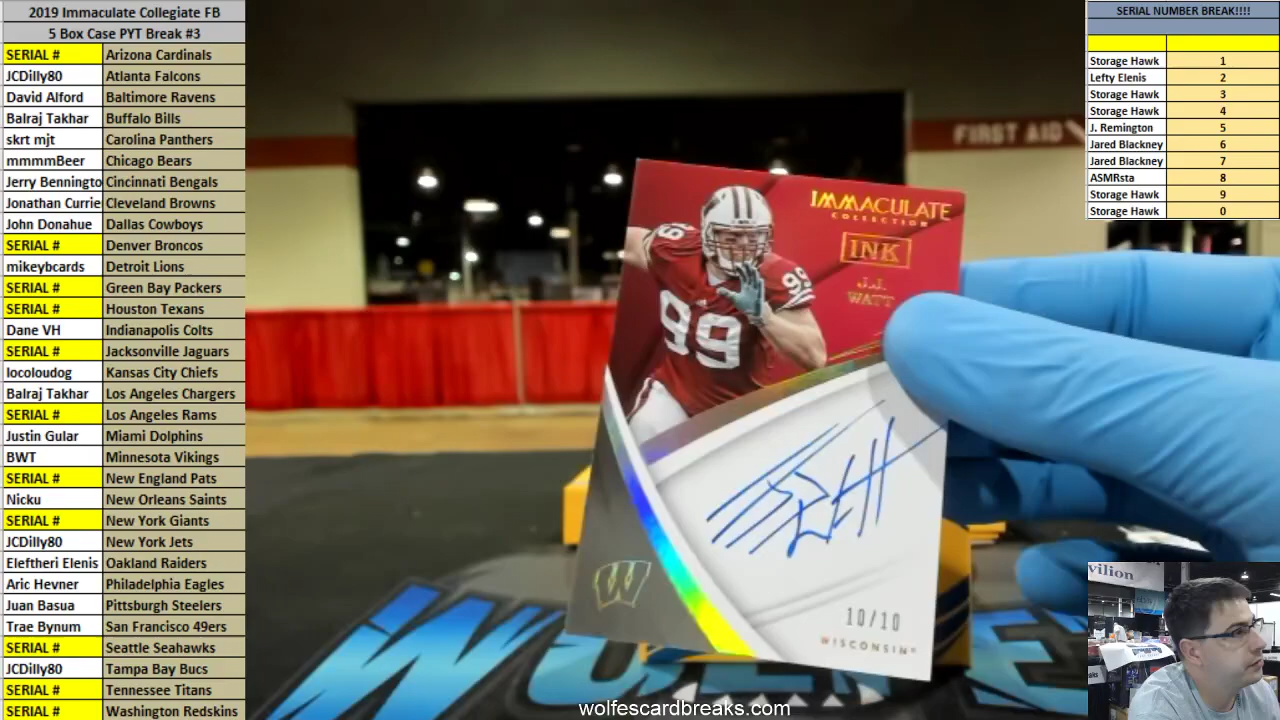 2019 Immaculate Collegiate FB
5 Box Case PYT Break #3
SERIAL # Arizona Cardinals
JCDilly80 Atlanta Falcons
David Alford Baltimore Ravens
Balraj Takhar Buffalo Bills
skrt mjt Carolina Panthers
mmmmBeer Chicago Bears
Jerry Benningto Cincinnati Bengals
Jonathan Currie Cleveland Browns
John Donahue Dallas Cowboys
SERIAL # Denver Broncos
mikeybcards Detroit Lions
SERIAL # Green Bay Packers
SERIAL # Houston Texans
Dane VH Indianapolis Colts
SERIAL # Jacksonville Jaguars
locoloudog Kansas City Chiefs
Balraj Takhar Los Angeles Chargers
SERIAL # Los Angeles Rams
Justin Gular Miami Dolphins
BWT Minnesota Vikings
SERIAL # New England Pats
Nicku New Orleans Saints
SERIAL # New York Giants
JCDilly80 New York Jets
Eleftheri Elenis Oakland Raiders
Aric Hevner Philadelphia Eagles
Juan Basua Pittsburgh Steelers
Trae Bynum San Francisco 49ers
SERIAL # Seattle Seahawks
JCDilly80 Tampa Bay Bucs
SERIAL # Tennessee Titans
SERIAL # Washington Redskins
FIRST AID
IMMACULATE
COLLECTION
INK
J.J.
WATT
99
99
99
JJ Watt
W
10/10
WISCONSIN
wolfescardbreaks.com
SERIAL NUMBER BREAK!!!!
Storage Hawk 1
Lefty Elenis 2
Storage Hawk 3
Storage Hawk 4
J. Remington 5
Jared Blackney 6
Jared Blackney 7
ASMRsta 8
Storage Hawk 9
Storage Hawk 0
vilion